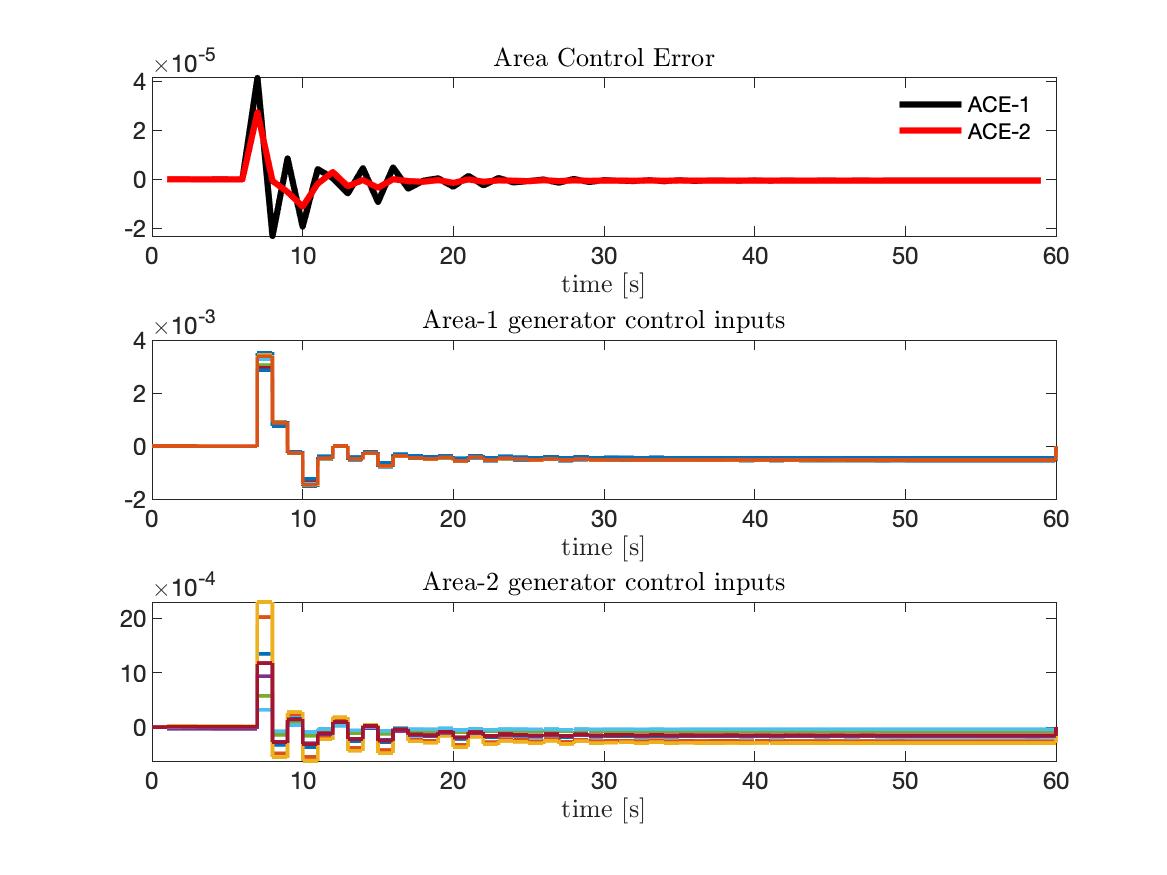 ×10-5
Area Control Error
4
2
0
-2
ACE-1
ACE-2
0 10 20 30 40 50 60
time [s]
×10-3
Area-1 generator control inputs
4
2
0
-2
0 10 20 30 40 50 60
time [s]
×10-4
Area-2 generator control inputs
20
10
0
0 10 20 30 40 50 60
time [s]